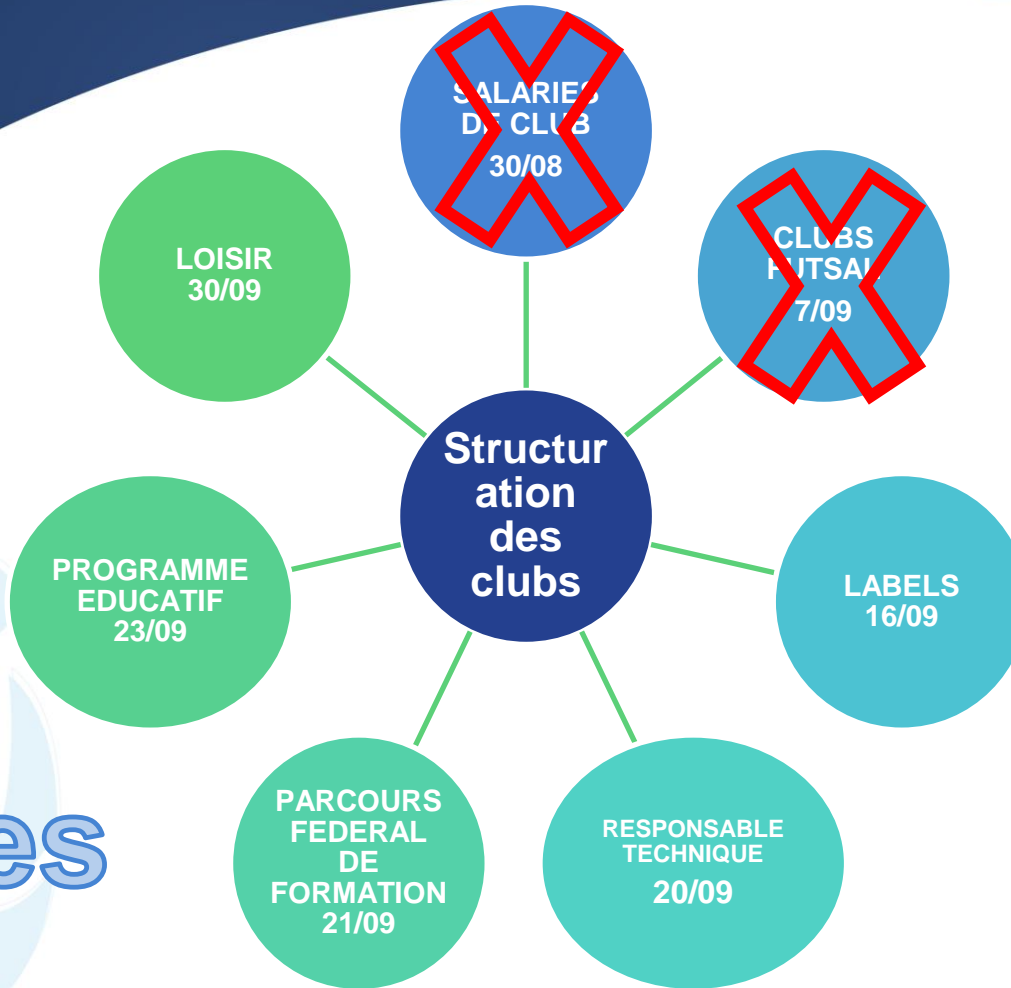 SALARIES
DE CLUB
30/08
CLUBS
FUTSAL
7/09
LABELS
16/09
RESPONSABLE
TECHNIQUE
20/09
PARCOURS
FEDERAL
DE
FORMATION
21/09
PROGRAMME
EDUCATIF
23/09
LOISIR
30/09
Structur
ation
des
clubs
es